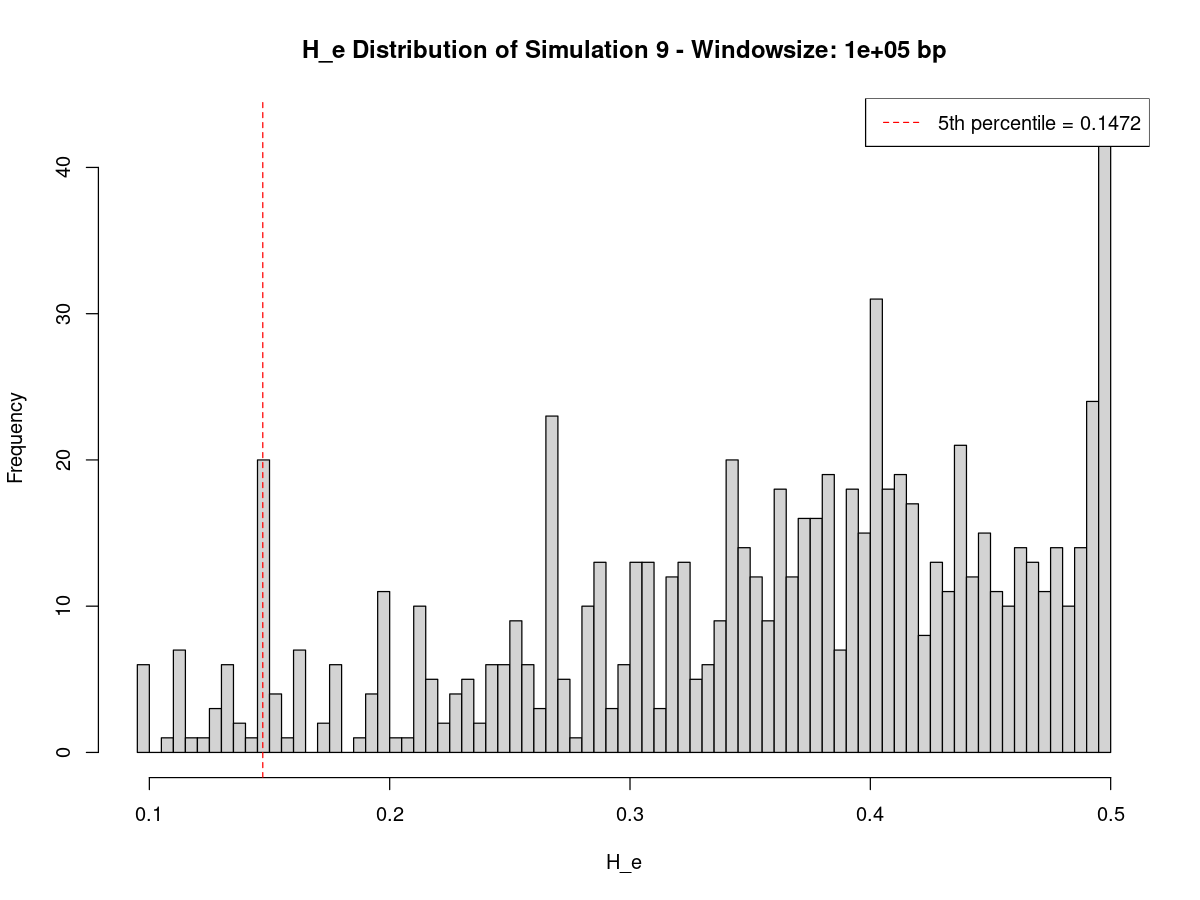 H_e Distribution of Simulation 9 - Windowsize: 1e+05 bp
5th percentile = 0.1472
40
30
20
10
0
Frequency
0.1 0.2 0.3 0.4 0.5
H_e